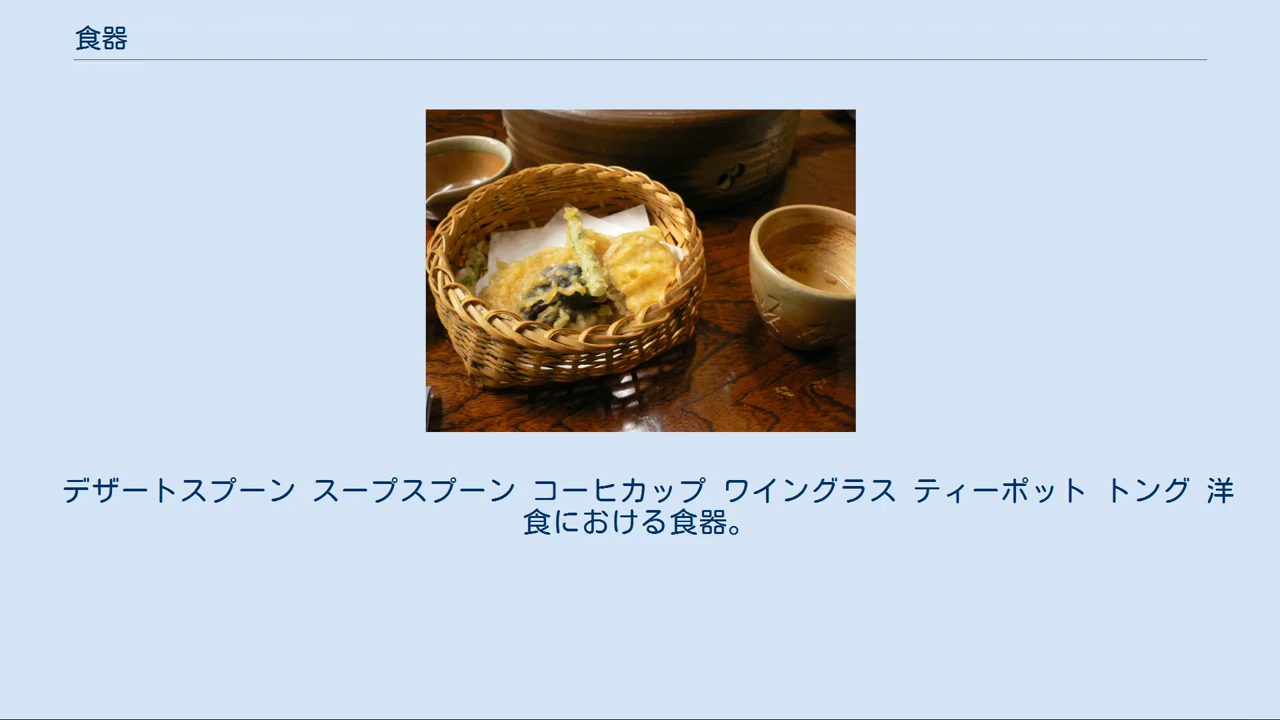 食器
デザートスプーン スープスプーン コーヒカップ ワイングラス ティーポット トング 洋
食における食器。